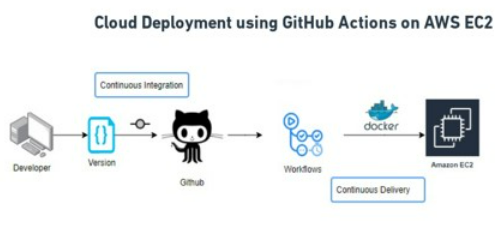 Cloud Deployment using GitHub Actions on AWS EC2
Continuous Integration
Developer
Version
Github
Workflows
docker
Amazon EC2
Continuous Delivery